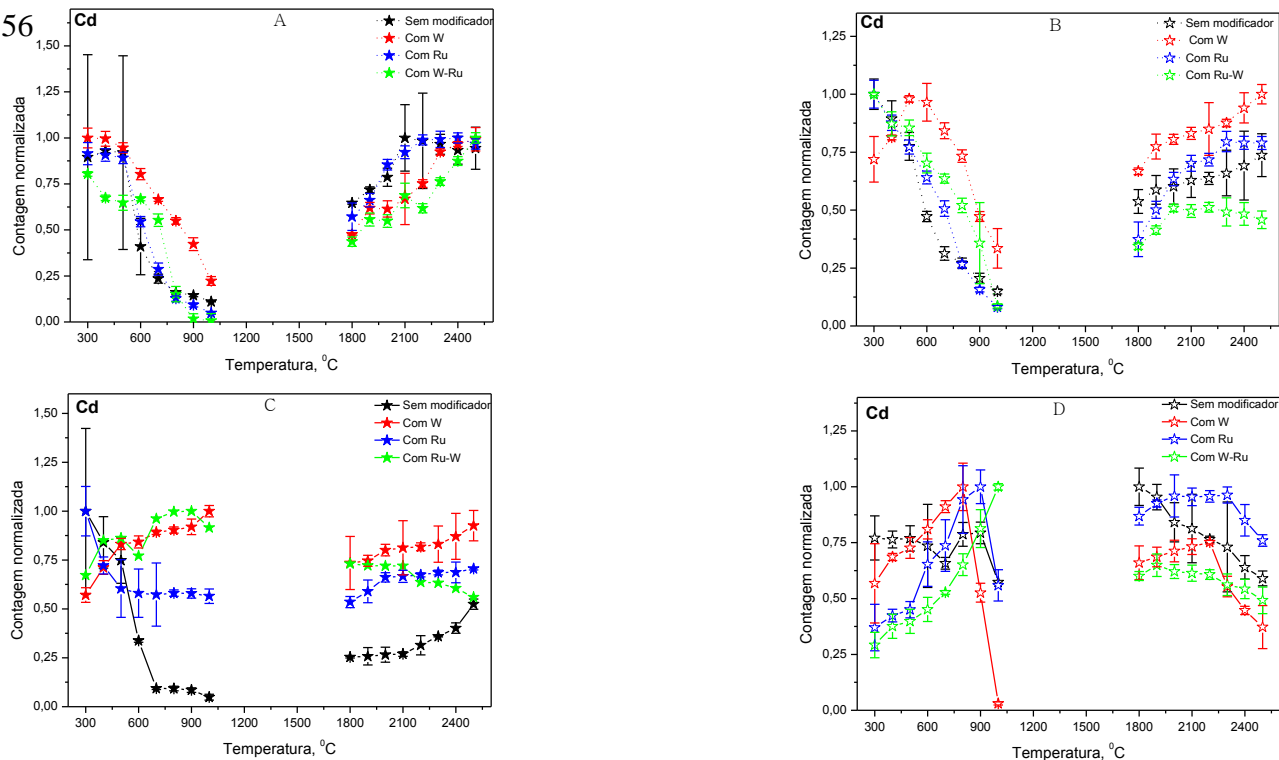 56
Cd
A
Sem modificador
Com W
Com Ru
Com W-Ru
Contagem normalizada
1,50
1,25
1,00
0,75
0,50
0,25
0,00
300 600 900 1200 1500 1800 2100 2400
Temperatura, ⁰C
B
Sem modificador
Com W
Com Ru
Com Ru-W
Contagem normalizada
1,25
1,00
0,75
0,50
0,25
0,00
300 600 900 1200 1500 1800 2100 2400
Temperatura, ⁰C
Cd
C
Sem modificador
Com W
Com Ru
Com Ru-W
Contagem normalizada
1,50
1,25
1,00
0,75
0,50
0,25
0,00
300 600 900 1200 1500 1800 2100 2400
Temperatura, ⁰C
Cd
D
Sem modificador
Com W
Com Ru
Com W-Ru
Contagem normalizada
1,25
1,00
0,75
0,50
0,25
0,00
300 600 900 1200 1500 1800 2100 2400
Temperatura, ⁰C